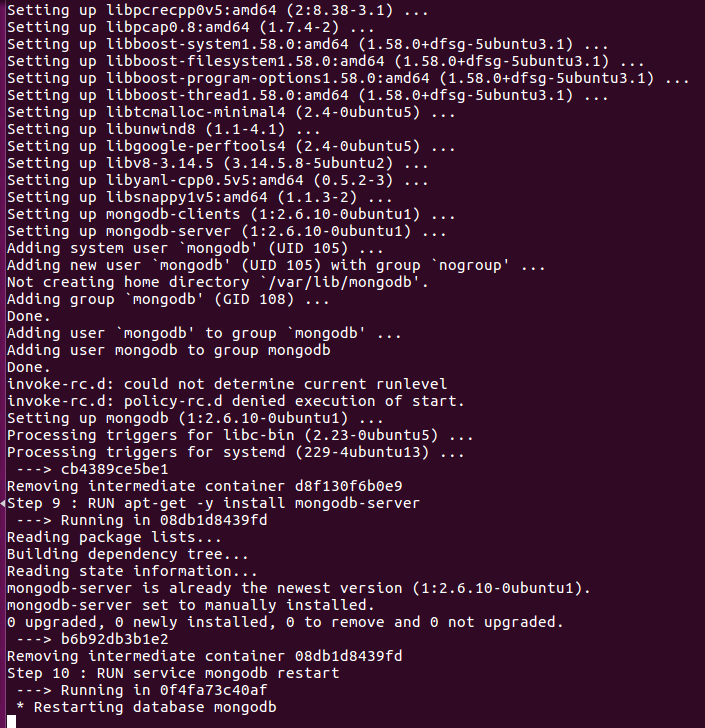 Setting up libpcrecpp0v5:amd64 (2:8.38-3.1) ...
Setting up libpcap0.8:amd64 (1.7.4-2) ...
Setting up libboost-system1.58.0:amd64 (1.58.0+dfsg-5ubuntu3.1) ...
Setting up libboost-filesystem1.58.0:amd64 (1.58.0+dfsg-5ubuntu3.1) ...
Setting up libboost-program-options1.58.0:amd64 (1.58.0+dfsg-5ubuntu3.1) ...
Setting up libboost-thread1.58.0:amd64 (1.58.0+dfsg-5ubuntu3.1) ...
Setting up libtcmalloc-minimal4 (2.4-0ubuntu5) ...
Setting up libunwind8 (1.1-4.1) ...
Setting up libgoogle-perftools4 (2.4-0ubuntu5) ...
Setting up libv8-3.14.5 (3.14.5.8-5ubuntu2) ...
Setting up libyaml-cpp0.5v5:amd64 (0.5.2-3) ...
Setting up libsnappy1v5:amd64 (1.1.3-2) ...
Setting up mongodb-clients (1:2.6.10-0ubuntu1) ...
Setting up mongodb-server (1:2.6.10-0ubuntu1) ...
Adding system user `mongodb' (UID 105) ...
Adding new user `mongodb' (UID 105) with group `nogroup' ...
Not creating home directory `/var/lib/mongodb'.
Adding group `mongodb' (GID 108) ...
Done.
Adding user `mongodb' to group `mongodb' ...
Adding user mongodb to group mongodb
Done.
invoke-rc.d: could not determine current runlevel
invoke-rc.d: policy-rc.d denied execution of start.
Setting up mongodb (1:2.6.10-0ubuntu1) ...
Processing triggers for libc-bin (2.23-0ubuntu5) ...
Processing triggers for systemd (229-4ubuntu13) ...
 ---> cb4389ce5be1
Removing intermediate container d8f130f6b0e9
Step 9 : RUN apt-get -y install mongodb-server
 ---> Running in 08db1d8439fd
Reading package lists...
Building dependency tree...
Reading state information...
mongodb-server is already the newest version (1:2.6.10-0ubuntu1).
mongodb-server set to manually installed.
0 upgraded, 0 newly installed, 0 to remove and 0 not upgraded.
 ---> b6b92db3b1e2
Removing intermediate container 08db1d8439fd
Step 10 : RUN service mongodb restart
 ---> Running in 0f4fa73c40af
 * Restarting database mongodb